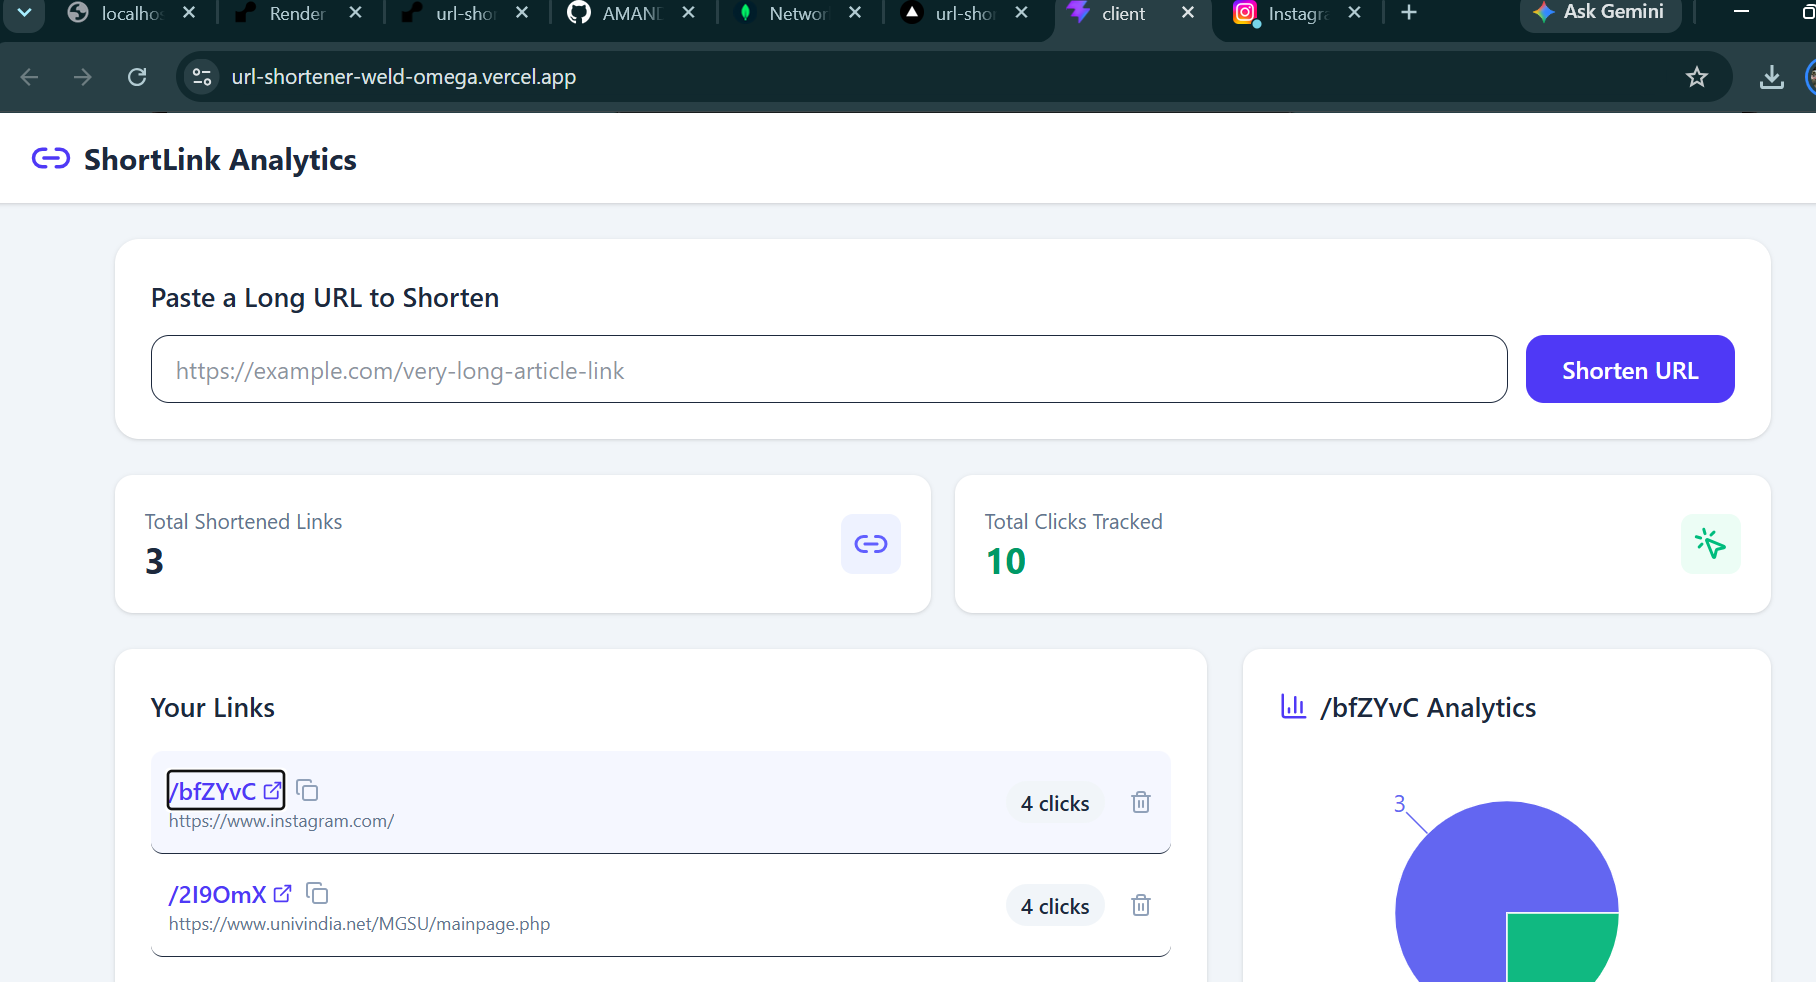 localhos
Render
url-shor
AMAND
Networ
url-shor
client
Instagra
Ask Gemini
url-shortener-weld-omega.vercel.app
ShortLink Analytics
Paste a Long URL to Shorten
https://example.com/very-long-article-link
Shorten URL
Total Shortened Links
3
Total Clicks Tracked
10
Your Links
/bfZYvC
https://www.instagram.com/
4 clicks
/2I9OmX
https://www.univindia.net/MGSU/mainpage.php
4 clicks
/bfZYvC Analytics
3